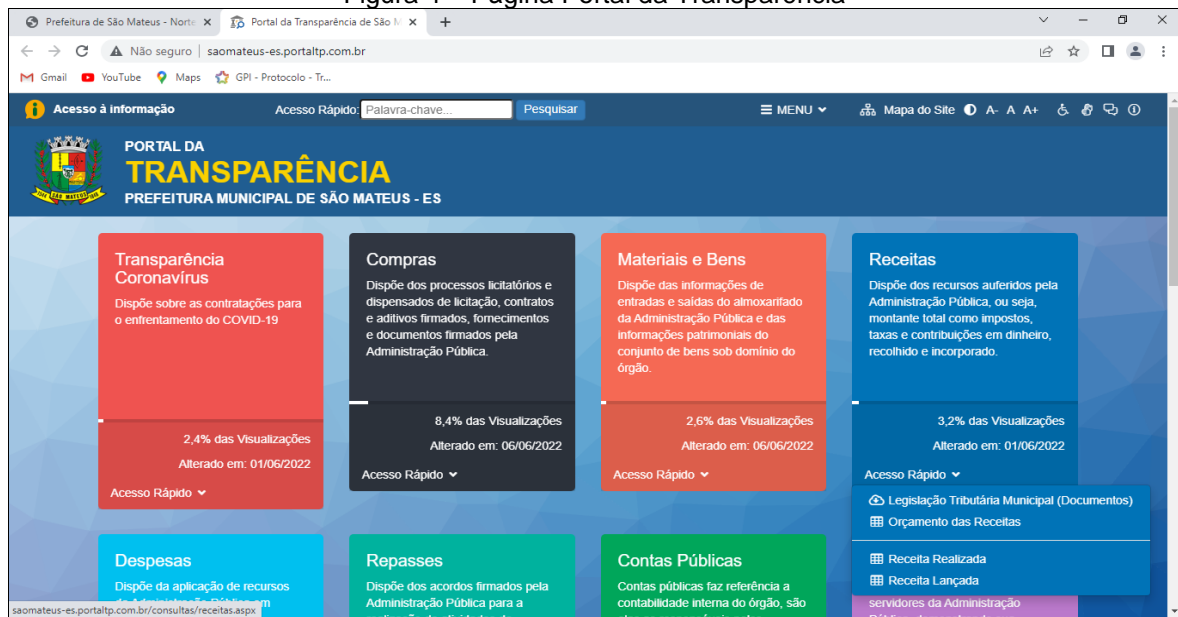 Figura 4 – Página Portal da Transparência
Prefeitura de São Mateus - Norte
Portal da Transparência de São M
Não seguro | saomateus-es.portaltp.com.br
Gmail
YouTube
Maps
GPI - Protocolo - Tr...
Acesso à informação
Acesso Rápido:
Palavra-chave...
Pesquisar
MENU
Mapa do Site
A- A A+
PORTAL DA
TRANSPARÊNCIA
PREFEITURA MUNICIPAL DE SÃO MATEUS - ES
Transparência
Coronavírus
Dispõe sobre as contratações para
o enfrentamento do COVID-19
2,4% das Visualizações
Alterado em: 01/06/2022
Acesso Rápido
Compras
Dispõe dos processos licitatórios e
dispensados de licitação, contratos
e aditivos firmados, fornecimentos
e documentos firmados pela
Administração Pública.
8,4% das Visualizações
Alterado em: 06/06/2022
Acesso Rápido
Materiais e Bens
Dispõe das informações de
entradas e saídas do almoxarifado
da Administração Pública e das
informações patrimoniais do
conjunto de bens sob domínio do
órgão.
2,6% das Visualizações
Alterado em: 06/06/2022
Acesso Rápido
Receitas
Dispõe dos recursos auferidos pela
Administração Pública, ou seja,
montante total como impostos,
taxas e contribuições em dinheiro,
recolhido e incorporado.
3,2% das Visualizações
Alterado em: 01/06/2022
Acesso Rápido
Legislação Tributária Municipal (Documentos)
Orçamento das Receitas
Receita Realizada
Receita Lançada
Despesas
Dispõe da aplicação de recursos
Repasses
Dispõe dos acordos firmados pela
Administração Pública para a
Contas Públicas
Contas públicas faz referência a
contabilidade interna do órgão, são
servidores da Administração
saomateus-es.portaltp.com.br/consultas/receitas.aspx